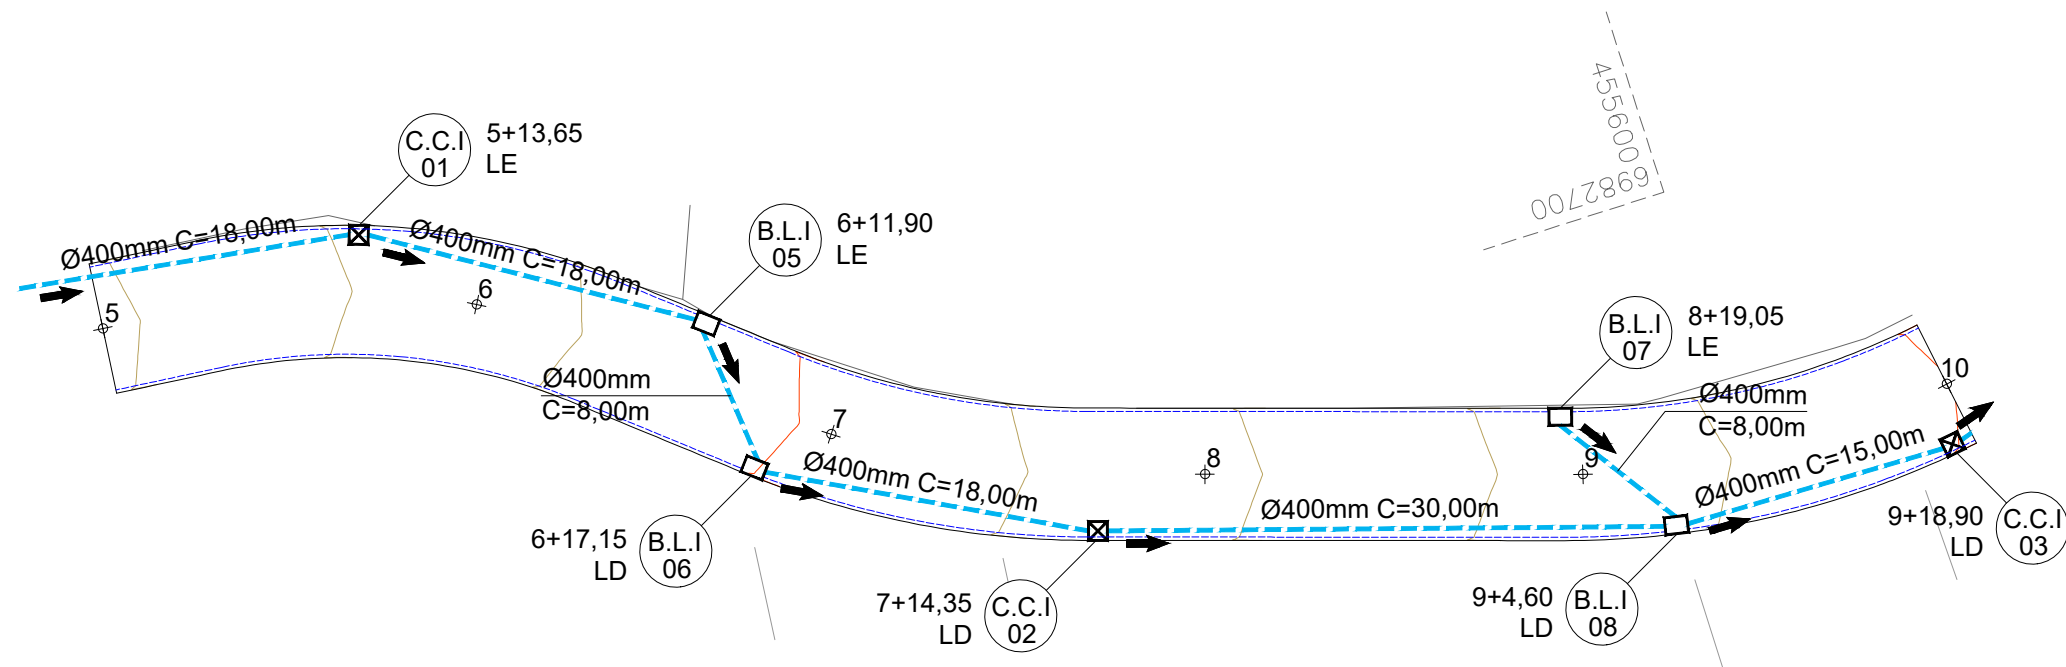 4556000
6982700
C.C.I
01
5+13,65
LE
B.L.I
05
6+11,90
LE
Ø400mm C=18,00m
Ø400mm C=18,00m
5
6
Ø400mm
C=8,00m
B.L.I
07
8+19,05
LE
Ø400mm
C=8,00m
10
7
8
9
Ø400mm C=18,00m
Ø400mm C=30,00m
Ø400mm C=15,00m
6+17,15
LD
B.L.I
06
7+14,35
LD
C.C.I
02
9+4,60
LD
B.L.I
08
9+18,90
LD
C.C.I
03